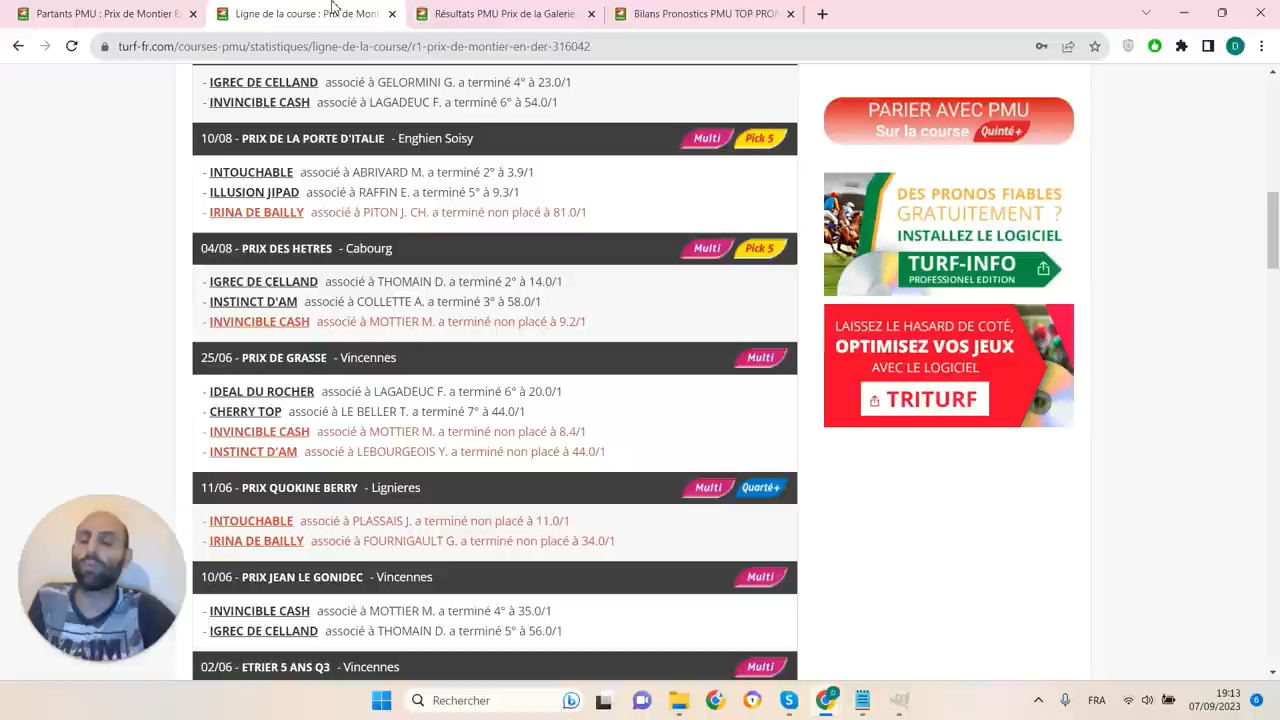 PMU TURF - PMU : Prix de Montier E
Ligne de la course : Prix de Mont
Résultats PMU : Prix de la Galerie
Bilans Pronostics PMU TOP PRON
turf-fr.com/courses-pmu/statistiques/ligne-de-la-course/r1-prix-de-montier-en-der-316042
D
- IGREC DE CELLAND associé à GELORMINI G. a terminé 4° à 23.0/1
- INVINCIBLE CASH associé à LAGADEUC F. a terminé 6° à 54.0/1
10/08 - PRIX DE LA PORTE D'ITALIE - Enghien Soisy Multi Pick 5
- INTOUCHABLE associé à ABRIVARD M. a terminé 2° à 3.9/1
- ILLUSION JIPAD associé à RAFFIN E. a terminé 5° à 9.3/1
- IRINA DE BAILLY associé à PITON J. CH. a terminé non placé à 81.0/1
04/08 - PRIX DES HETRES - Cabourg Multi Pick 5
- IGREC DE CELLAND associé à THOMAIN D. a terminé 2° à 14.0/1
- INSTINCT D'AM associé à COLLETTE A. a terminé 3° à 58.0/1
- INVINCIBLE CASH associé à MOTTIER M. a terminé non placé à 9.2/1
25/06 - PRIX DE GRASSE - Vincennes Multi
- IDEAL DU ROCHER associé à LAGADEUC F. a terminé 6° à 20.0/1
- CHERRY TOP associé à LE BELLER T. a terminé 7° à 44.0/1
- INVINCIBLE CASH associé à MOTTIER M. a terminé non placé à 8.4/1
- INSTINCT D'AM associé à LEBOURGEOIS Y. a terminé non placé à 44.0/1
11/06 - PRIX QUOKINE BERRY - Lignieres Multi Quarté+
- INTOUCHABLE associé à PLASSAIS J. a terminé non placé à 11.0/1
- IRINA DE BAILLY associé à FOURNIGAULT G. a terminé non placé à 34.0/1
10/06 - PRIX JEAN LE GONIDEC - Vincennes Multi
- INVINCIBLE CASH associé à MOTTIER M. a terminé 4° à 35.0/1
- IGREC DE CELLAND associé à THOMAIN D. a terminé 5° à 56.0/1
02/06 - ETRIER 5 ANS Q3 - Vincennes Multi
PARIER AVEC PMU
Sur la course Quinté+
DES PRONOS FIABLES
GRATUITEMENT ?
INSTALLEZ LE LOGICIEL
TURF-INFO
PROFESSIONEL EDITION
LAISSEZ LE HASARD DE COTÉ,
OPTIMISEZ VOS JEUX
AVEC LE LOGICIEL
TRITURF
Rechercher
FRA
19:13
07/09/2023
6